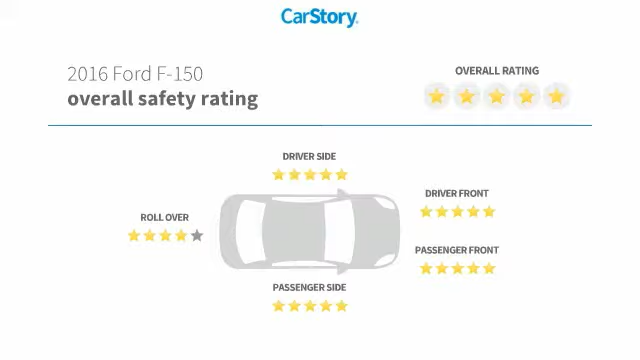 CarStory.
2016 Ford F-150
overall safety rating
OVERALL RATING
DRIVER SIDE
DRIVER FRONT
ROLL OVER
PASSENGER FRONT
PASSENGER SIDE